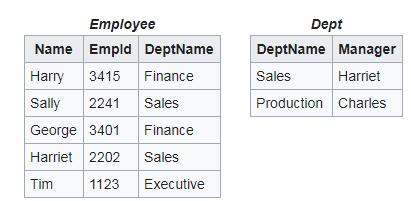 Employee Dept
Name EmpId DeptName DeptName Manager
Harry 3415 Finance Sales Harriet
Sally 2241 Sales Production Charles
George 3401 Finance
Harriet 2202 Sales
Tim 1123 Executive